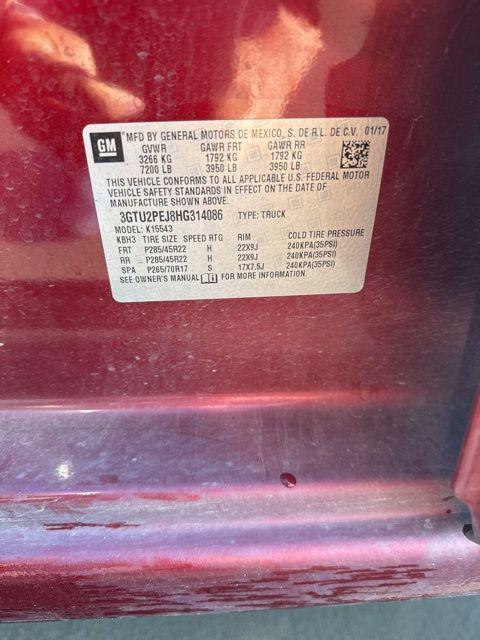 GM MFD BY GENERAL MOTORS DE MEXICO, S. DE R.L. DE C.V. 01/17
GVWR GAWR FRT GAWR RR
3266 KG 1792 KG 1792 KG
7200 LB 3950 LB 3950 LB
THIS VEHICLE CONFORMS TO ALL APPLICABLE U.S. FEDERAL MOTOR
VEHICLE SAFETY STANDARDS IN EFFECT ON THE DATE OF
MANUFACTURE SHOWN ABOVE.
3GTU2PEJ8HG314086 TYPE: TRUCK
MODEL: K15543
KBH3 TIRE SIZE SPEED RTG RIM COLD TIRE PRESSURE
FRT P285/45R22 H 22X9J 240KPA(35PSI)
RR P285/45R22 H 22X9J 240KPA(35PSI)
SPA P265/70R17 S 17X7.5J 240KPA(35PSI)
SEE OWNER'S MANUAL FOR MORE INFORMATION.